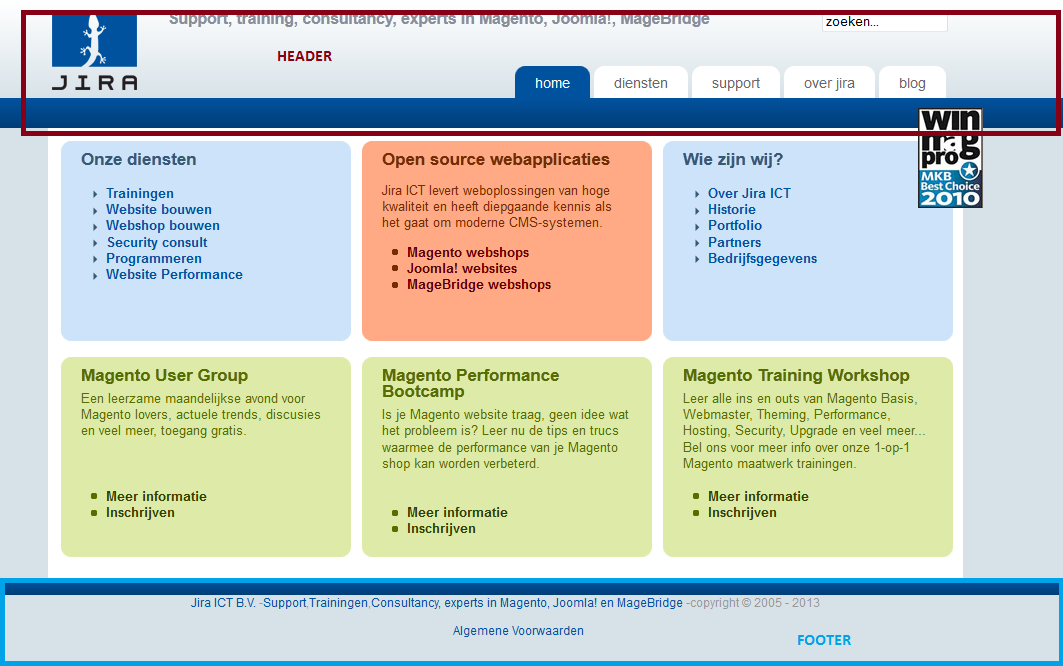 Support, training, consultancy, experts in Magento, Joomla!, MageBridge
zoeken...
HEADER
JIRA
home diensten support over jira blog
win
mag
pro
MKB
Best Choice
2010
Onze diensten
Trainingen
Website bouwen
Webshop bouwen
Security consult
Programmeren
Website Performance
Open source webapplicaties
Jira ICT levert weboplossingen van hoge
kwaliteit en heeft diepgaande kennis als
het gaat om moderne CMS-systemen.
Magento webshops
Joomla! websites
MageBridge webshops
Wie zijn wij?
Over Jira ICT
Historie
Portfolio
Partners
Bedrijfsgegevens
Magento User Group
Een leerzame maandelijkse avond voor
Magento lovers, actuele trends, discusies
en veel meer, toegang gratis.
Meer informatie
Inschrijven
Magento Performance
Bootcamp
Is je Magento website traag, geen idee wat
het probleem is? Leer nu de tips en trucs
waarmee de performance van je Magento
shop kan worden verbeterd.
Meer informatie
Inschrijven
Magento Training Workshop
Leer alle ins en outs van Magento Basis,
Webmaster, Theming, Performance,
Hosting, Security, Upgrade en veel meer...
Bel ons voor meer info over onze 1-op-1
Magento maatwerk trainingen.
Meer informatie
Inschrijven
Jira ICT B.V. -Support,Trainingen,Consultancy, experts in Magento, Joomla! en MageBridge -copyright © 2005 - 2013
Algemene Voorwaarden
FOOTER